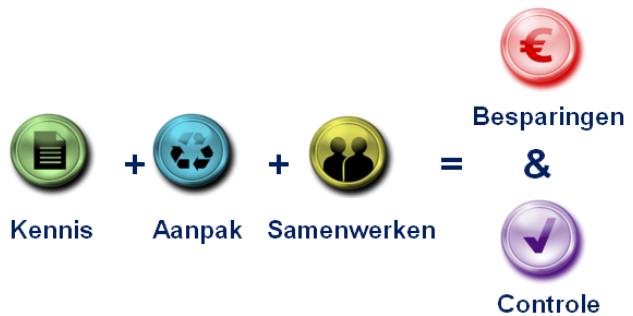 €
Besparingen
+ + = &
Kennis Aanpak Samenwerken
Controle